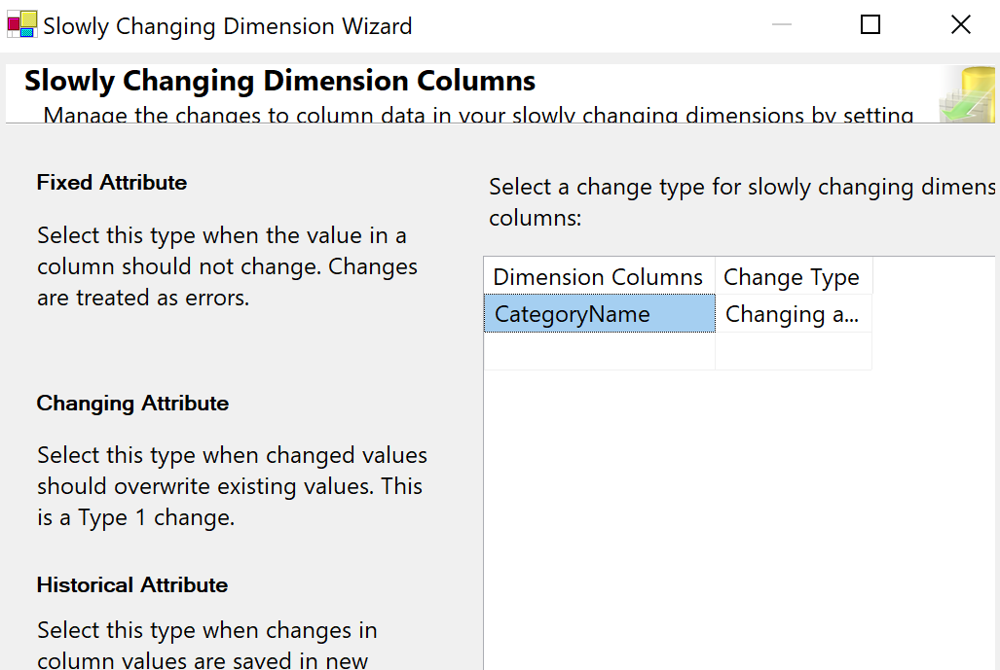 Slowly Changing Dimension Wizard
Slowly Changing Dimension Columns
Manage the changes to column data in your slowly changing dimensions by setting
Fixed Attribute
Select this type when the value in a
column should not change. Changes
are treated as errors.
Changing Attribute
Select this type when changed values
should overwrite existing values. This
is a Type 1 change.
Historical Attribute
Select this type when changes in
column values are saved in new
Select a change type for slowly changing dimens
columns:
Dimension Columns Change Type
CategoryName Changing a...